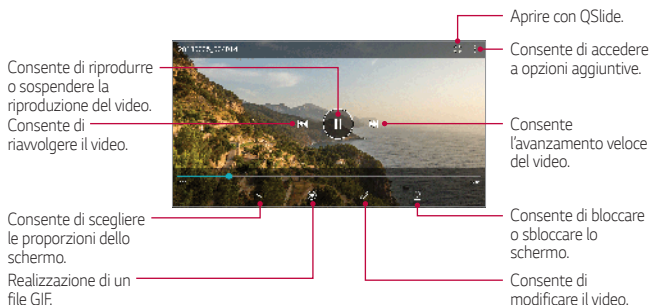 Aprire con QSlide.
Consente di accedere
a opzioni aggiuntive.
Consente di riprodurre
o sospendere la
riproduzione del video.
Consente di
riavvolgere il video.
Consente
l'avanzamento veloce
del video.
Consente di scegliere
le proporzioni dello
schermo.
Realizzazione di un
file GIF.
Consente di bloccare
o sbloccare lo
schermo.
Consente di
modificare il video.